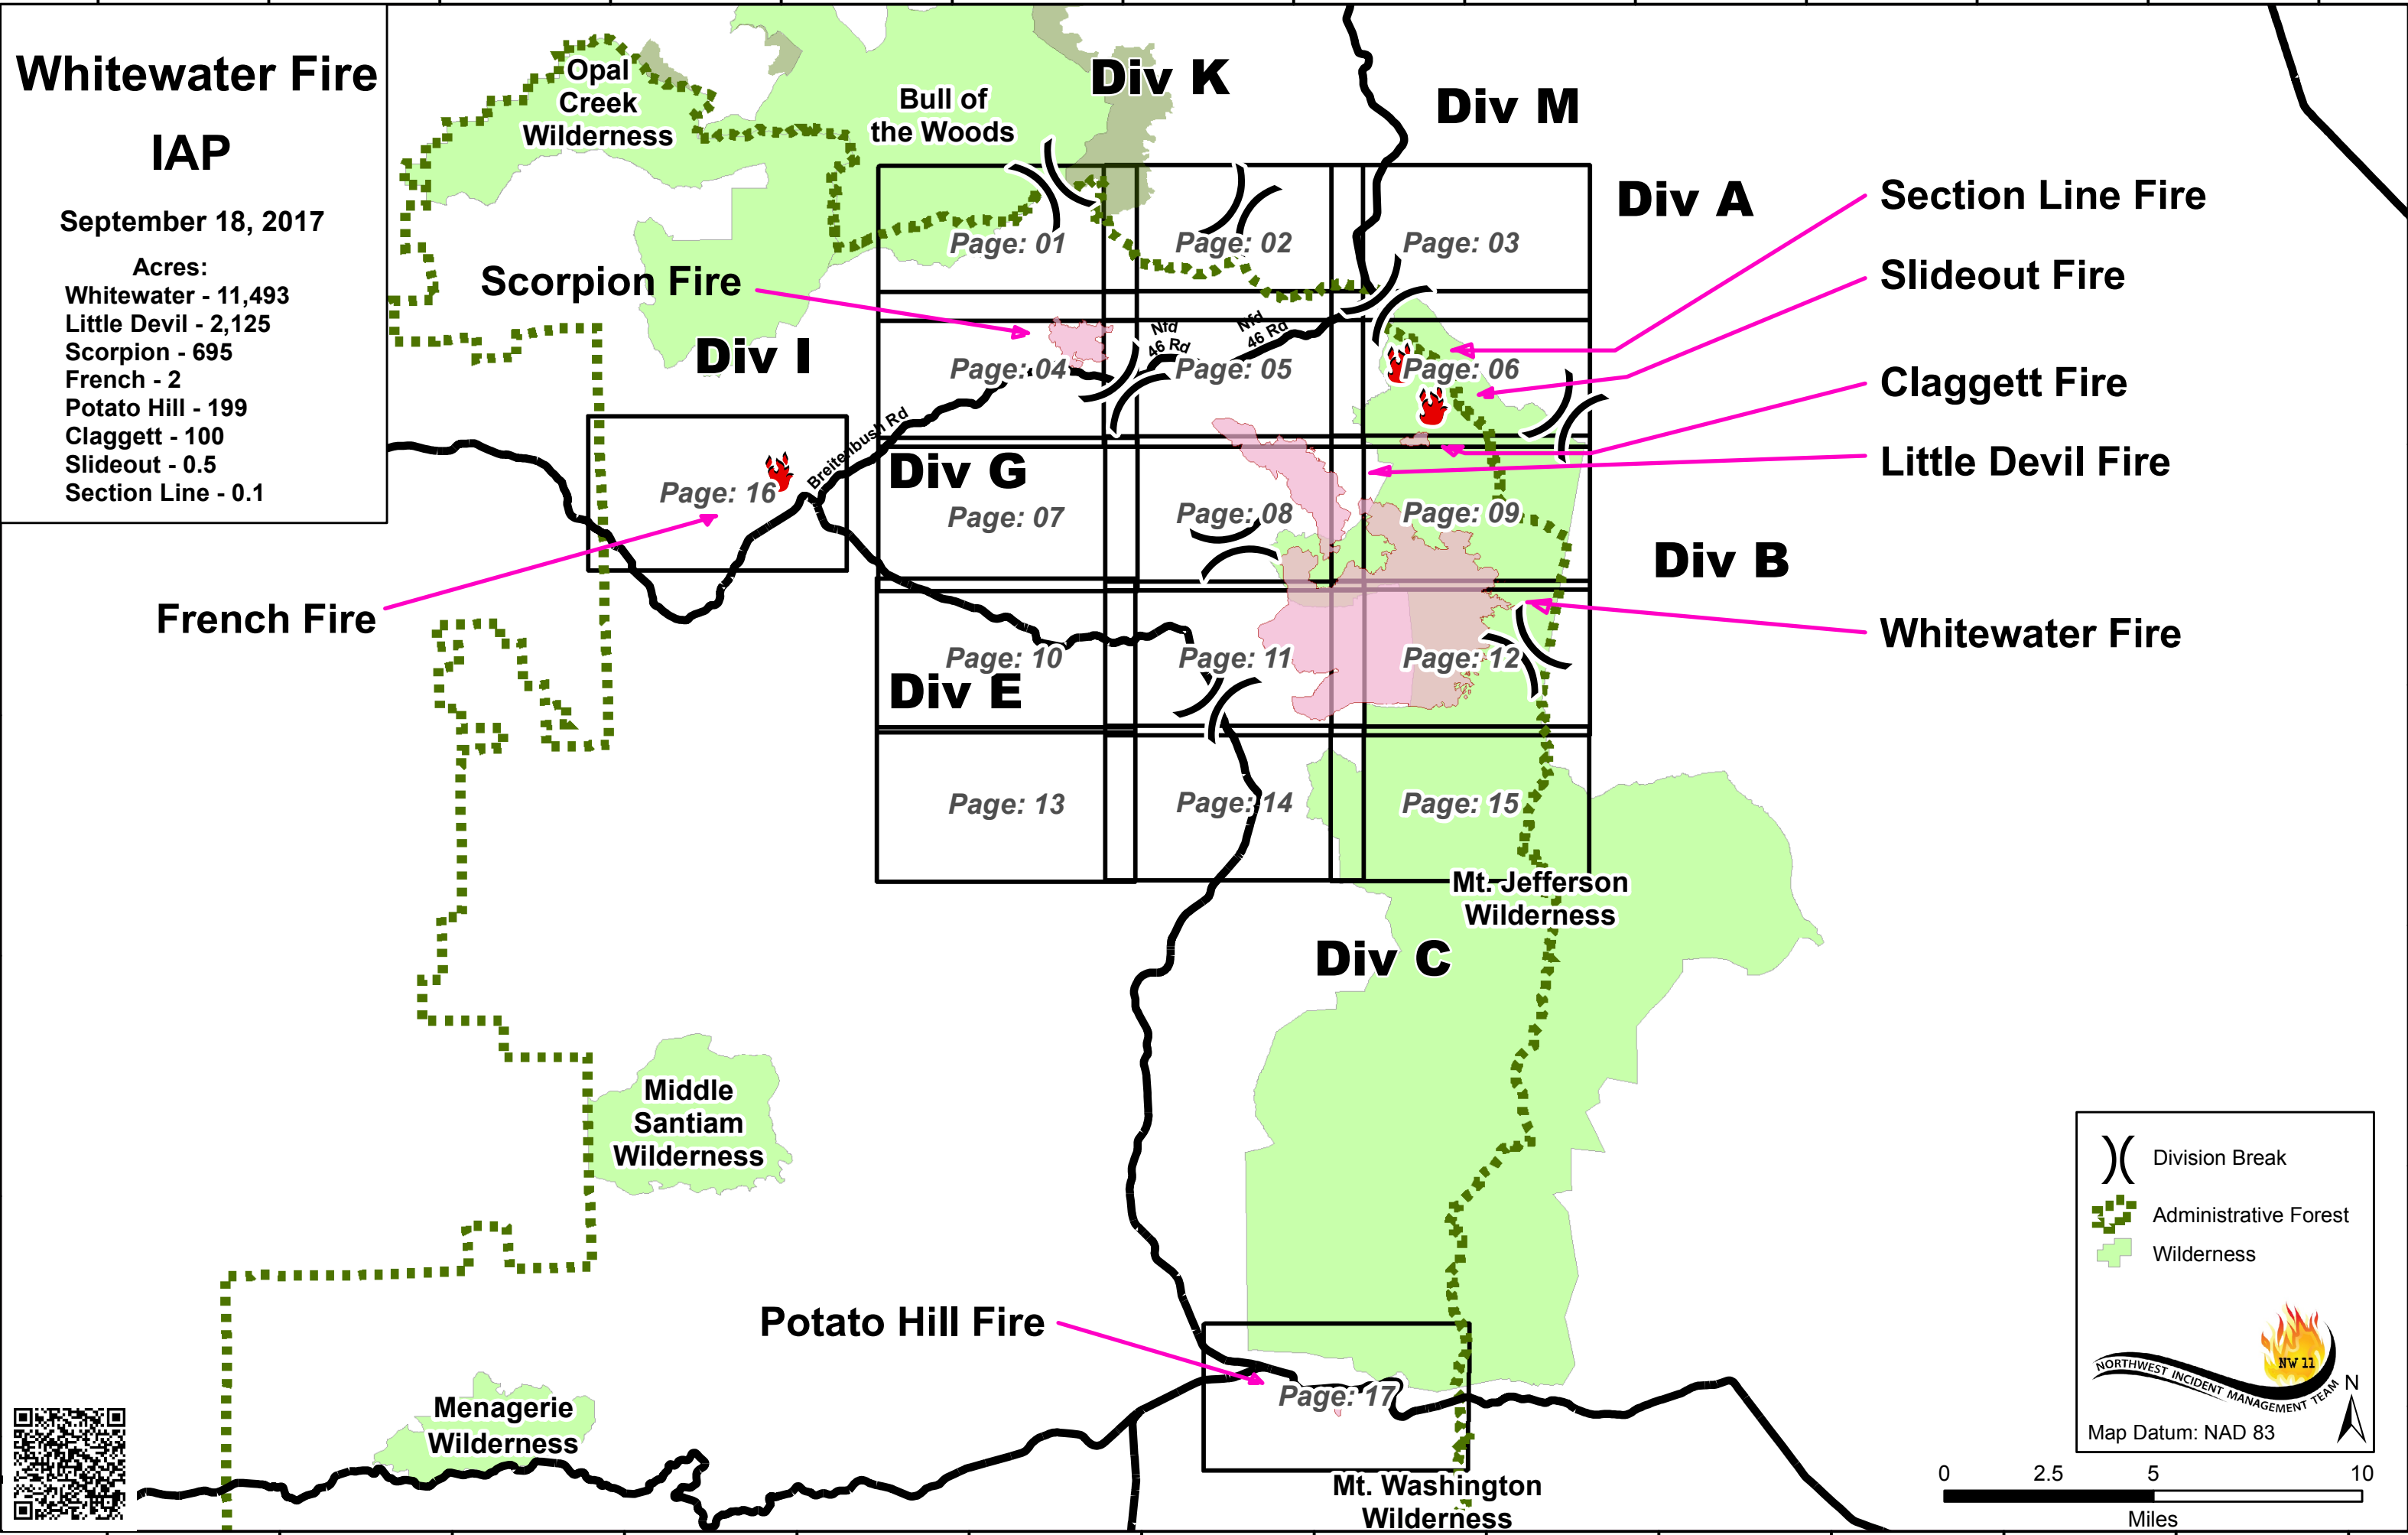 Whitewater Fire
IAP
September 18, 2017
Acres:
Whitewater - 11,493
Little Devil - 2,125
Scorpion - 695
French - 2
Potato Hill - 199
Claggett - 100
Slideout - 0.5
Section Line - 0.1
Opal
Creek
Wilderness
Bull of
the Woods
Div K
Div M
Div A
Section Line Fire
Slideout Fire
Claggett Fire
Little Devil Fire
Scorpion Fire
Div I
Page: 01
Page: 02
Page: 03
Nfd
46 Rd
Nfd
46 Rd
Page: 04
Page: 05
Page: 06
Breitenbush Rd
Div G
Page: 16
Page: 07
Page: 08
Page: 09
Div B
French Fire
Whitewater Fire
Page: 10
Page: 11
Page: 12
Div E
Page: 13
Page: 14
Page: 15
Mt. Jefferson
Wilderness
Div C
Middle
Santiam
Wilderness
Potato Hill Fire
Page: 17
Menagerie
Wilderness
Mt. Washington
Wilderness
Division Break
Administrative Forest
Wilderness
NW 11
NORTHWEST INCIDENT MANAGEMENT TEAM
N
Map Datum: NAD 83
0 2.5 5 10
Miles